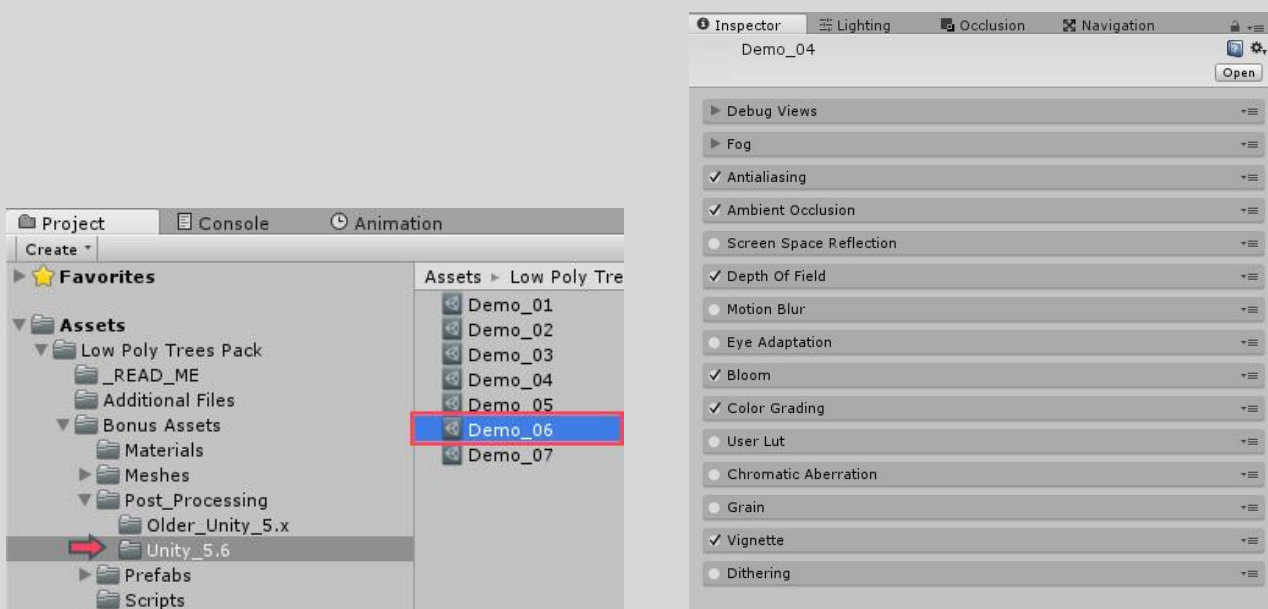 Project
Console
Animation
Create
Favorites
Assets
Low Poly Trees Pack
_READ_ME
Additional Files
Bonus Assets
Materials
Meshes
Post_Processing
Older_Unity_5.x
Unity_5.6
Prefabs
Scripts
Assets ▸ Low Poly Tre
Demo_01
Demo_02
Demo_03
Demo_04
Demo_05
Demo_06
Demo_07
Inspector
Lighting
Occlusion
Navigation
Demo_04
Open
Debug Views
Fog
Antialiasing
Ambient Occlusion
Screen Space Reflection
Depth Of Field
Motion Blur
Eye Adaptation
Bloom
Color Grading
User Lut
Chromatic Aberration
Grain
Vignette
Dithering